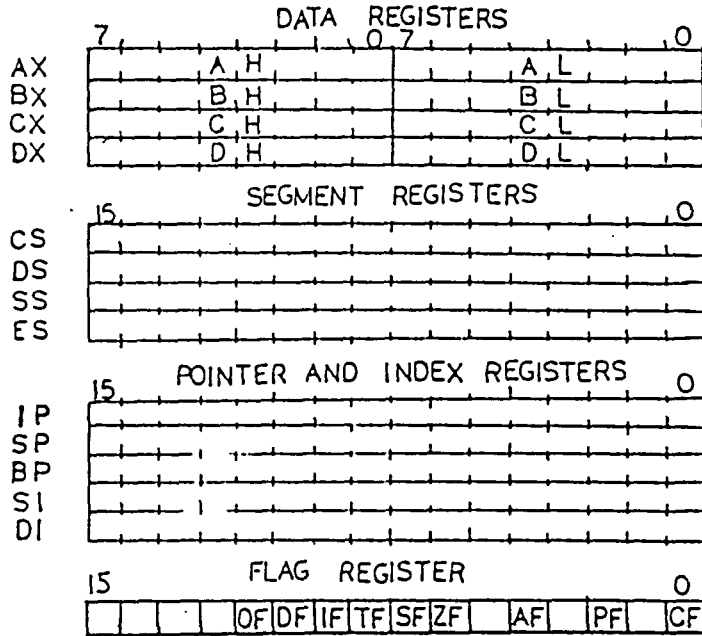 DATA REGISTERS
7 0 7 0
AX A H A L
BX B H B L
CX C H C L
DX D H D L
SEGMENT REGISTERS
15 0
CS
DS
SS
ES
POINTER AND INDEX REGISTERS
15 0
IP
SP
BP
SI
DI
FLAG REGISTER
15 0
OF DF IF TF SF ZF AF PF CF